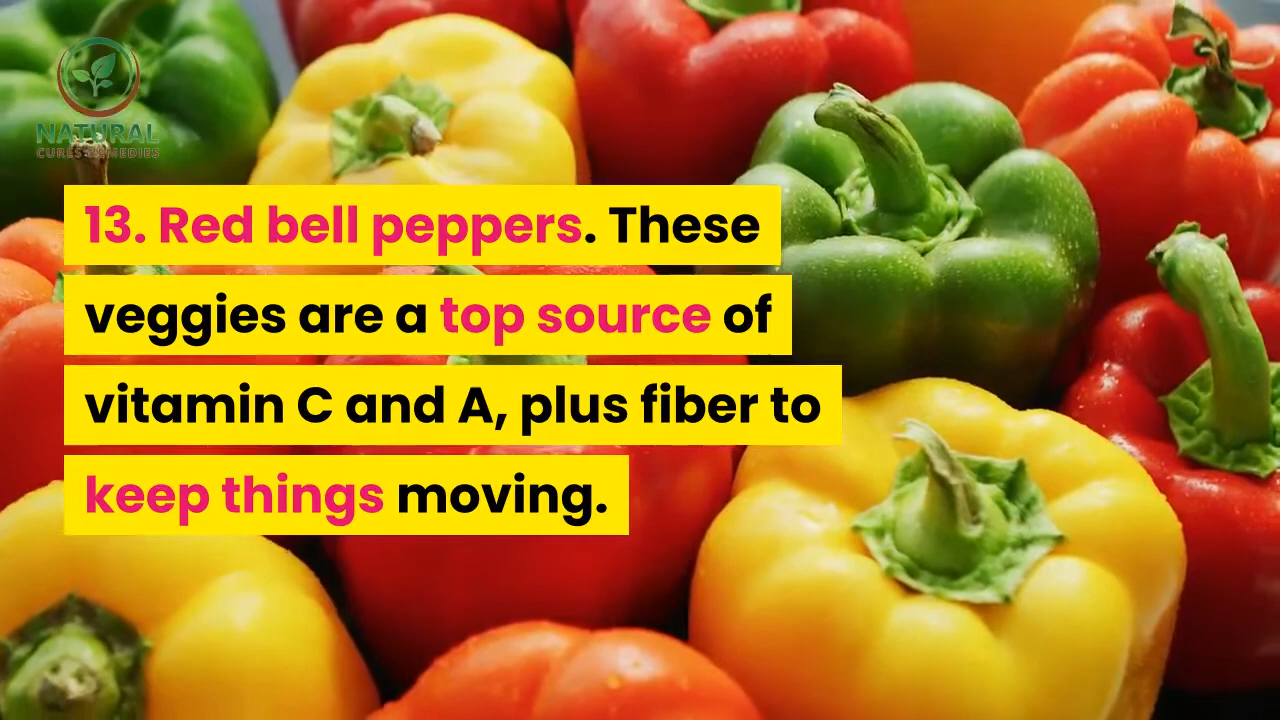 NATURAL
CURES REMEDIES
13. Red bell peppers. These
veggies are a top source of
vitamin C and A, plus fiber to
keep things moving.